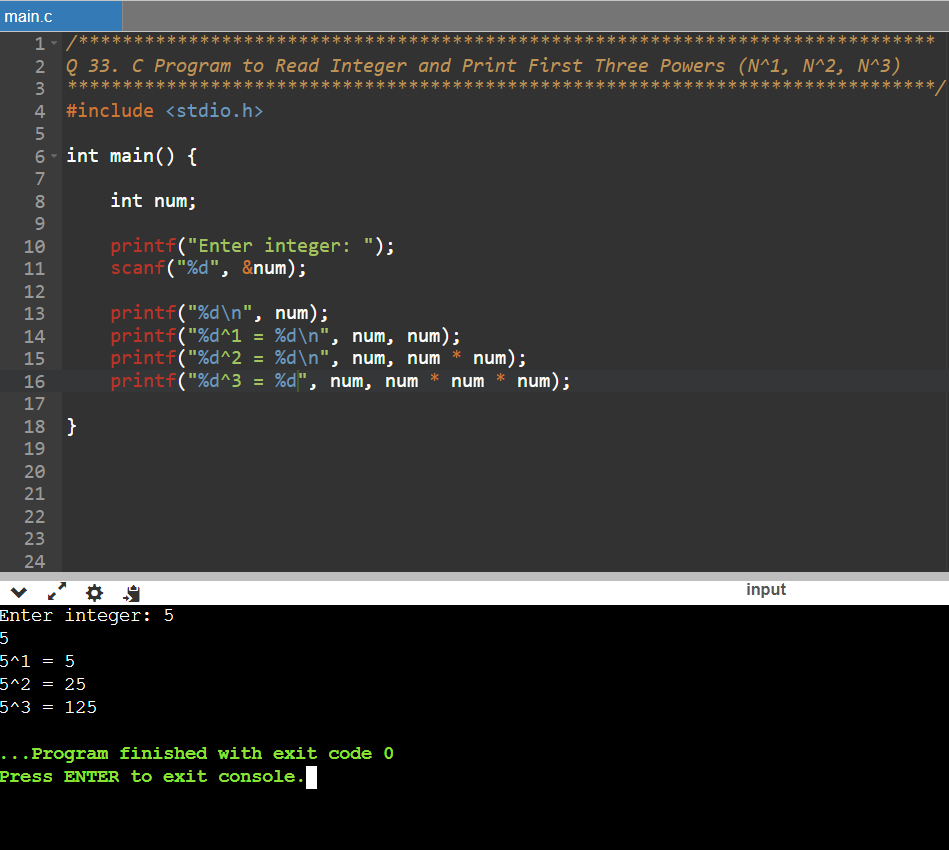 main.c
1 /******************************************************************************
2 Q 33. C Program to Read Integer and Print First Three Powers (N^1, N^2, N^3)
3 *******************************************************************************/
4 #include <stdio.h>
5
6 int main() {
7
8 int num;
9
10 printf("Enter integer: ");
11 scanf("%d", &num);
12
13 printf("%d\n", num);
14 printf("%d^1 = %d\n", num, num);
15 printf("%d^2 = %d\n", num, num * num);
16 printf("%d^3 = %d", num, num * num * num);
17
18 }
19
20
21
22
23
24
input
Enter integer: 5
5
5^1 = 5
5^2 = 25
5^3 = 125
...Program finished with exit code 0
Press ENTER to exit console.